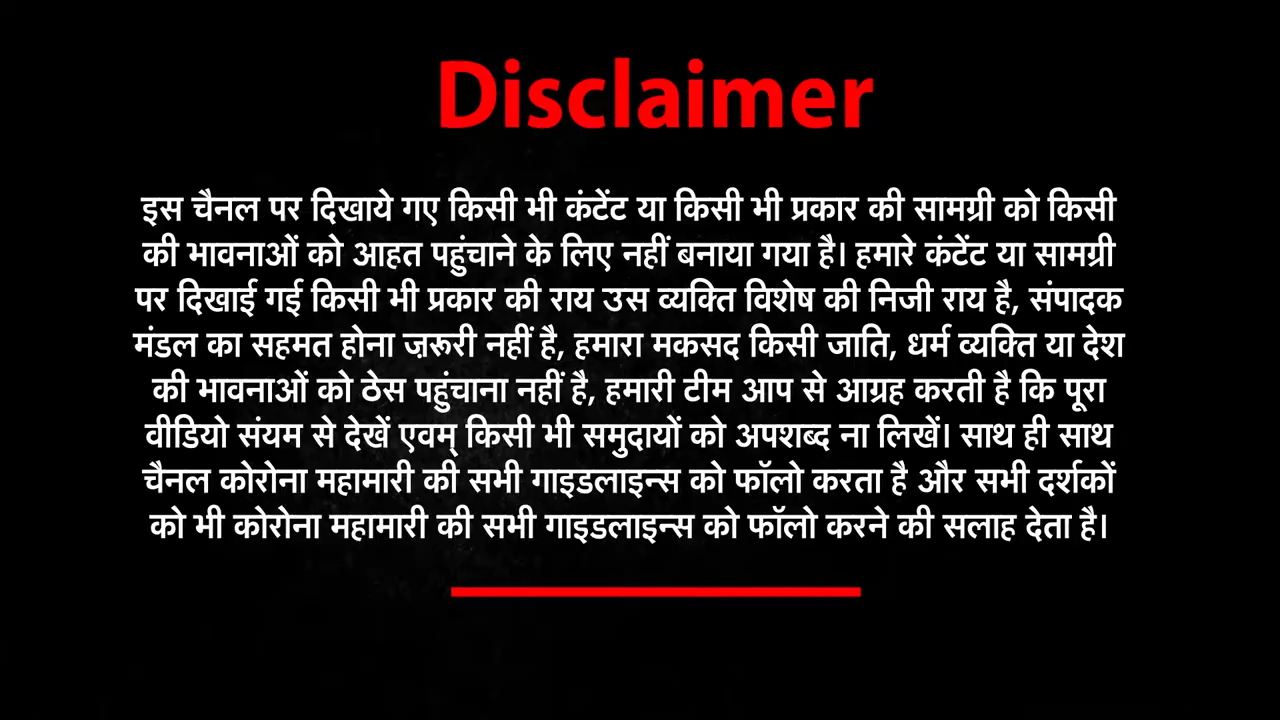 Disclaimer
इस चैनल पर दिखाये गए किसी भी कंटेंट या किसी भी प्रकार की सामग्री को किसी
की भावनाओं को आहत पहुंचाने के लिए नहीं बनाया गया है। हमारे कंटेंट या सामग्री
पर दिखाई गई किसी भी प्रकार की राय उस व्यक्ति विशेष की निजी राय है, संपादक
मंडल का सहमत होना ज़रूरी नहीं है, हमारा मकसद किसी जाति, धर्म व्यक्ति या देश
की भावनाओं को ठेस पहुंचाना नहीं है, हमारी टीम आप से आग्रह करती है कि पूरा
वीडियो संयम से देखें एवम् किसी भी समुदायों को अपशब्द ना लिखें। साथ ही साथ
चैनल कोरोना महामारी की सभी गाइडलाइन्स को फॉलो करता है और सभी दर्शकों
को भी कोरोना महामारी की सभी गाइडलाइन्स को फॉलो करने की सलाह देता है।